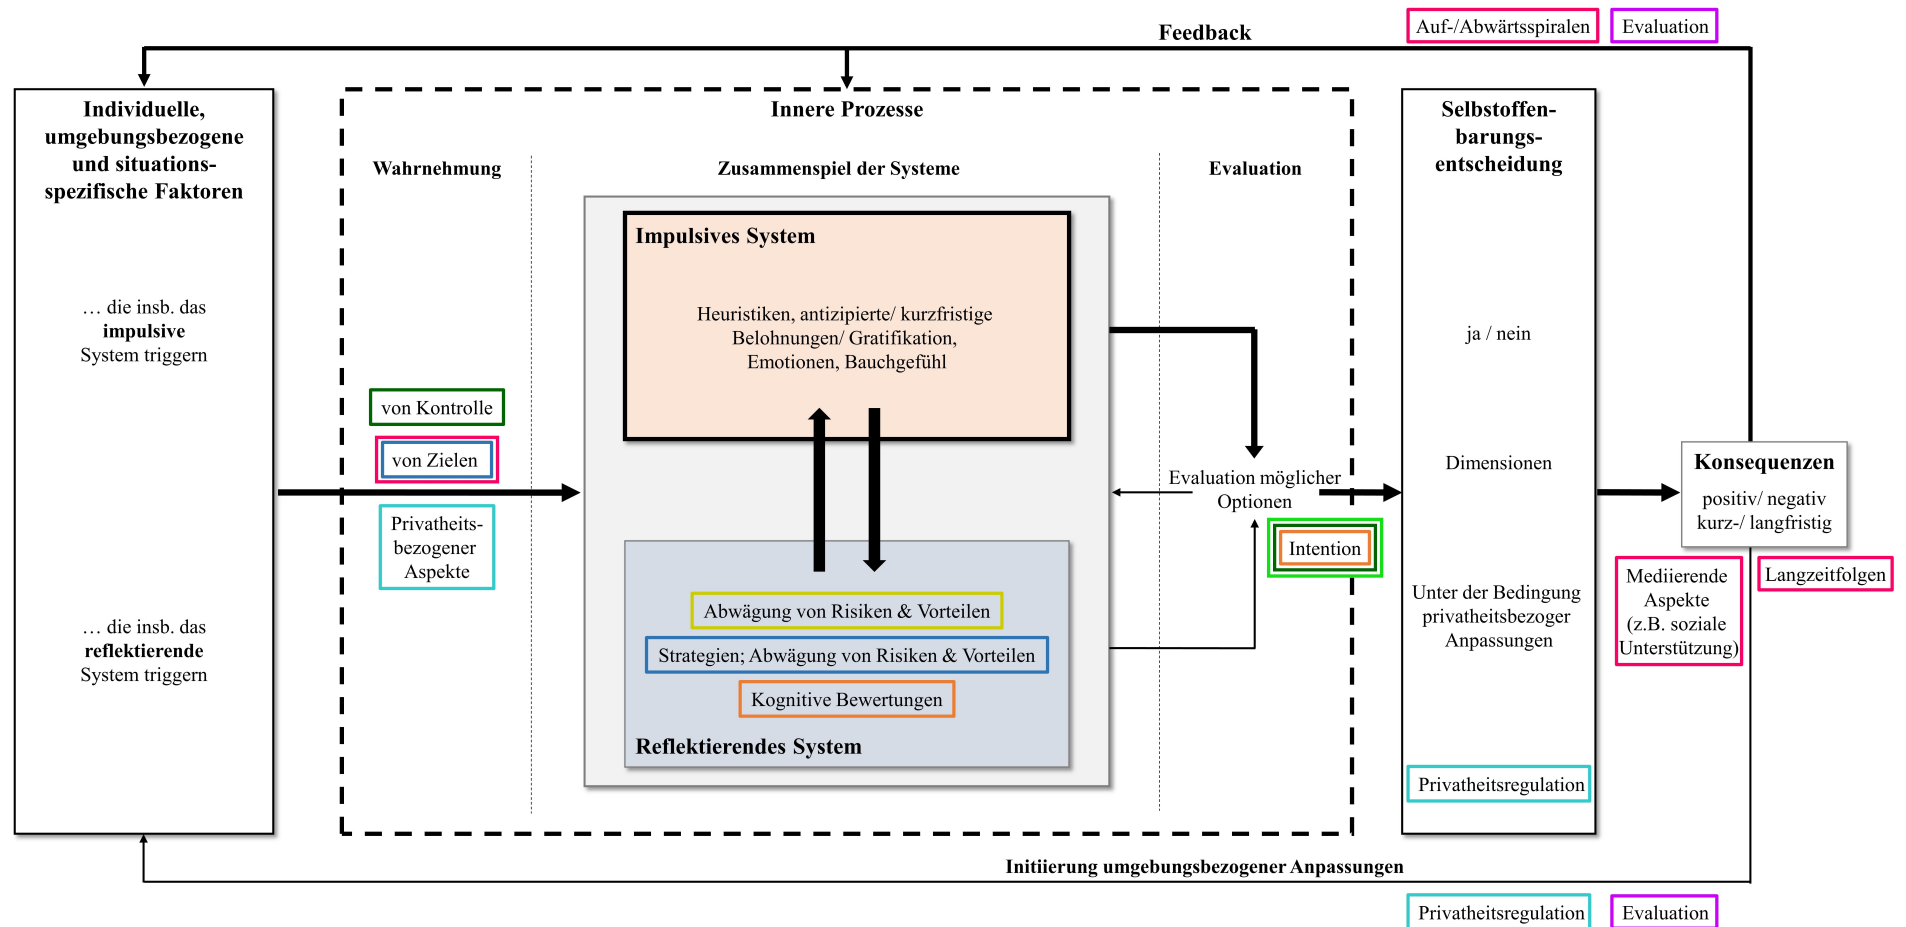 Feedback
Auf-/Abwärtsspiralen
Evaluation
Individuelle,
umgebungsbezogene
und situations-
spezifische Faktoren
… die insb. das
impulsive
System triggern
… die insb. das
reflektierende
System triggern
Innere Prozesse
Wahrnehmung
von Kontrolle
von Zielen
Privatheits-
bezogener
Aspekte
Zusammenspiel der Systeme
Impulsives System
Heuristiken, antizipierte/ kurzfristige
Belohnungen/ Gratifikation,
Emotionen, Bauchgefühl
Abwägung von Risiken & Vorteilen
Strategien; Abwägung von Risiken & Vorteilen
Kognitive Bewertungen
Reflektierendes System
Evaluation
Evaluation möglicher
Optionen
Intention
Selbstoffen-
barungs-
entscheidung
ja / nein
Dimensionen
Unter der Bedingung
privatheitsbezoger
Anpassungen
Privatheitsregulation
Konsequenzen
positiv/ negativ
kurz-/ langfristig
Mediierende
Aspekte
(z.B. soziale
Unterstützung)
Langzeitfolgen
Initiierung umgebungsbezogener Anpassungen
Privatheitsregulation
Evaluation